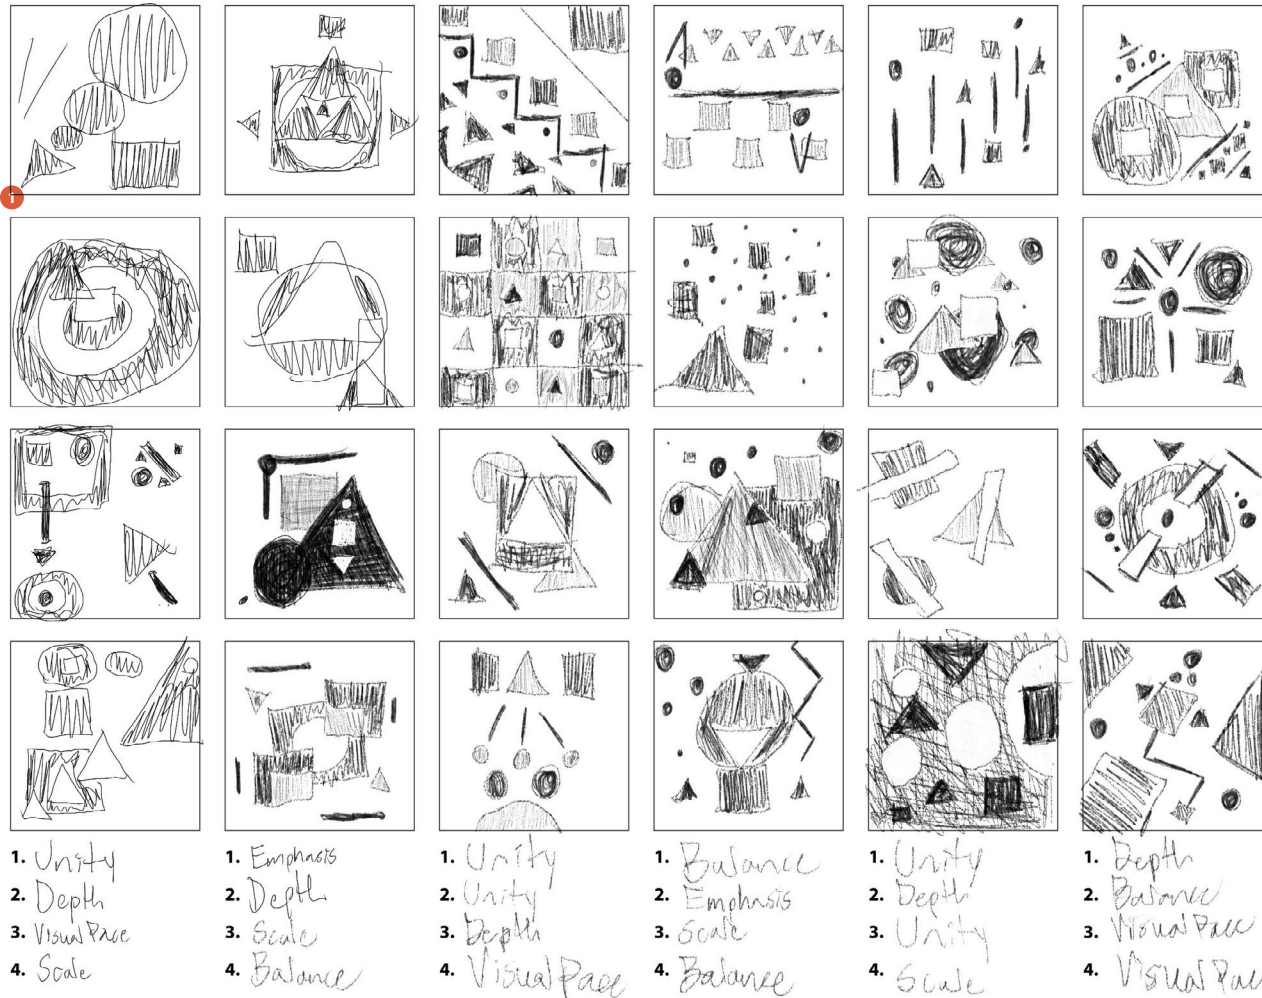 i
1. Unity
2. Depth
3. Visual Pace
4. Scale
1. Emphasis
2. Depth
3. Scale
4. Balance
1. Unity
2. Unity
3. Depth
4. Visual Pace
1. Balance
2. Emphasis
3. Scale
4. Balance
1. Unity
2. Depth
3. Unity
4. Scale
1. Depth
2. Balance
3. Visual Pace
4. Visual Pac